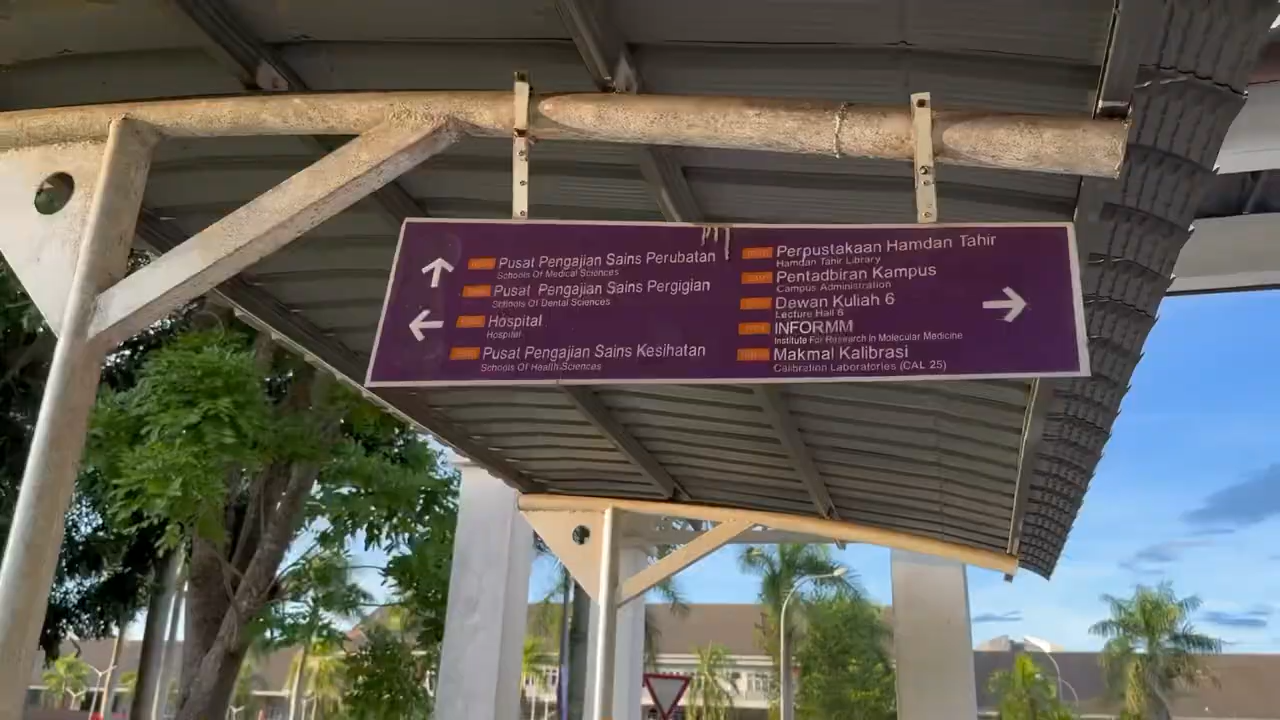 Pusat Pengajian Sains Perubatan
Schools Of Medical Sciences
Pusat Pengajian Sains Pergigian
Schools Of Dental Sciences
Hospital
Hospital
Pusat Pengajian Sains Kesihatan
Schools Of Health Sciences
Perpustakaan Hamdan Tahir
Hamdan Tahir Library
Pentadbiran Kampus
Campus Administration
Dewan Kuliah 6
Lecture Hall 6
INFORMM
Institute For Research In Molecular Medicine
Makmal Kalibrasi
Calibration Laboratories (CAL 25)